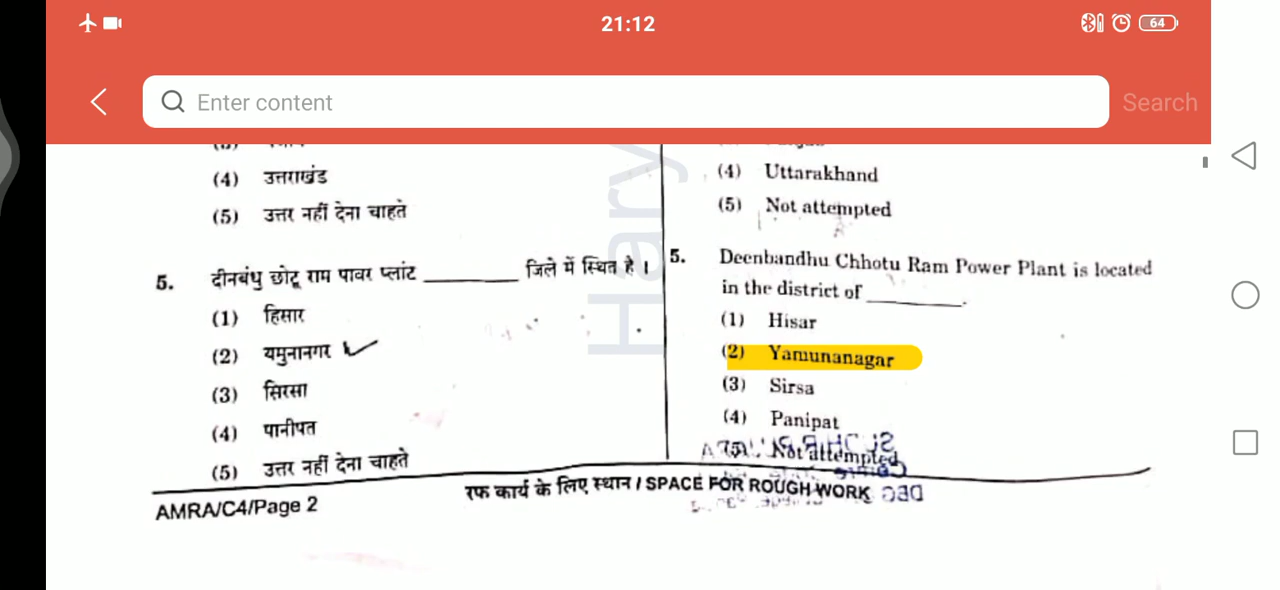 21:12
64
Enter content
Search
(4) उत्तराखंड
(5) उत्तर नहीं देना चाहते
5. दीनबंधु छोटू राम पावर प्लांट ________ जिले में स्थित है।
(1) हिसार
(2) यमुनानगर
(3) सिरसा
(4) पानीपत
(5) उत्तर नहीं देना चाहते
(4) Uttarakhand
(5) Not attempted
5. Deenbandhu Chhotu Ram Power Plant is located
in the district of ________.
(1) Hisar
(2) Yamunanagar
(3) Sirsa
(4) Panipat
(5) Not attempted
रफ कार्य के लिए स्थान / SPACE FOR ROUGH WORK
AMRA/C4/Page 2
Hary